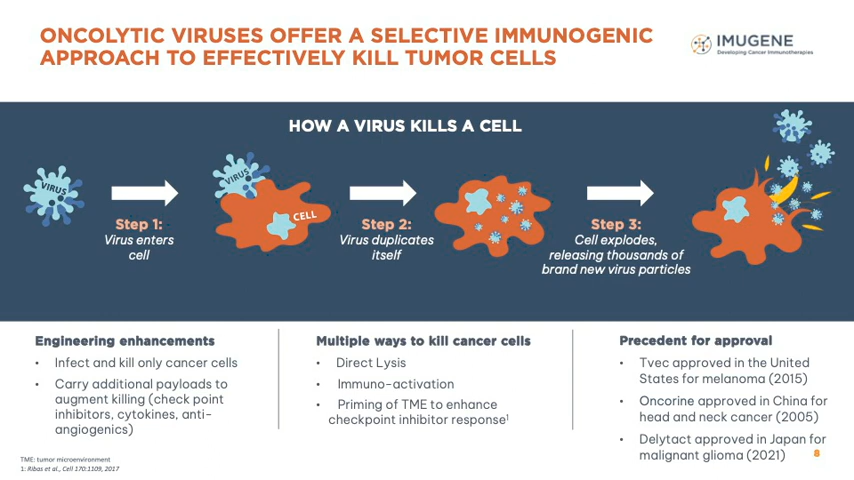 ONCOLYTIC VIRUSES OFFER A SELECTIVE IMMUNOGENIC
APPROACH TO EFFECTIVELY KILL TUMOR CELLS
IMUGENE
Developing Cancer Immunotherapies
HOW A VIRUS KILLS A CELL
VIRUS
VIRUS
CELL
Step 1:
Virus enters
cell
Step 2:
Virus duplicates
itself
Step 3:
Cell explodes,
releasing thousands of
brand new virus particles
Engineering enhancements
• Infect and kill only cancer cells
• Carry additional payloads to
augment killing (check point
inhibitors, cytokines, anti-
angiogenics)
Multiple ways to kill cancer cells
• Direct Lysis
• Immuno-activation
• Priming of TME to enhance
checkpoint inhibitor response¹
Precedent for approval
• Tvec approved in the United
States for melanoma (2015)
• Oncorine approved in China for
head and neck cancer (2005)
• Delytact approved in Japan for
malignant glioma (2021)
TME: tumor microenvironment
1: Ribas et al., Cell 170:1109, 2017
8